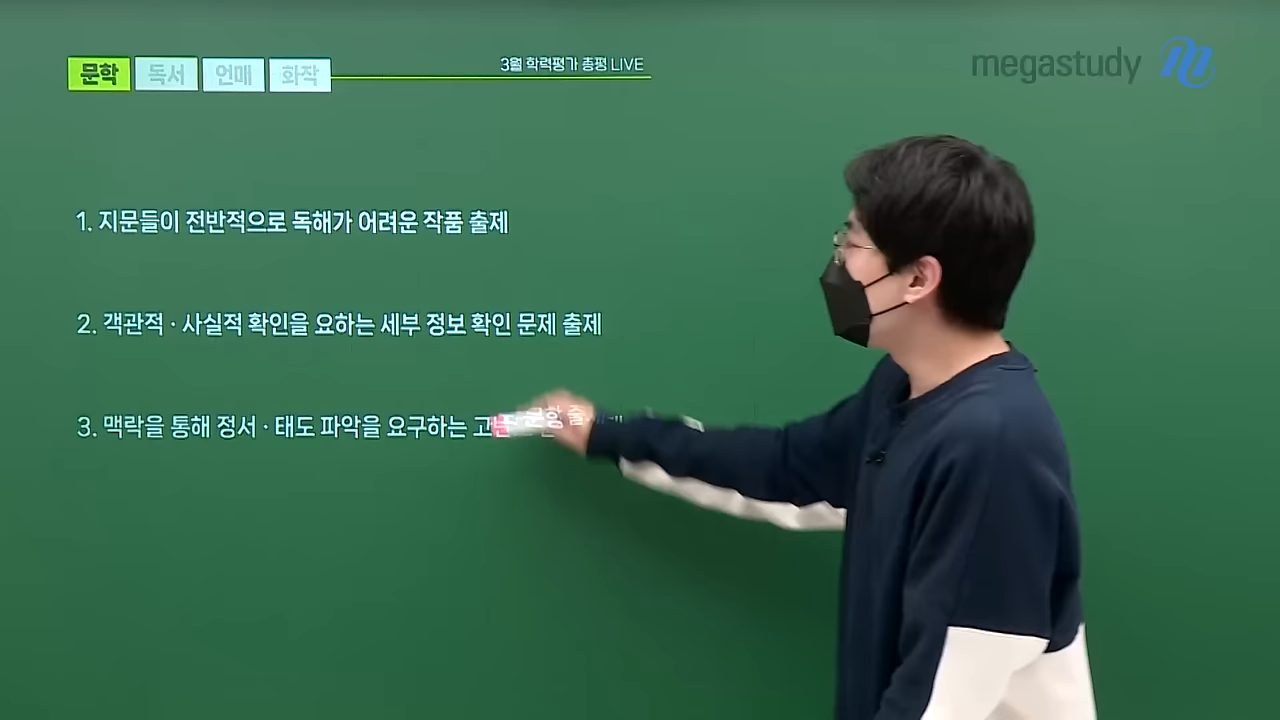 문학 독서 언매 화작
3월 학력평가 총평 LIVE
megastudy
1. 지문들이 전반적으로 독해가 어려운 작품 출제
2. 객관적 · 사실적 확인을 요하는 세부 정보 확인 문제 출제
3. 맥락을 통해 정서 · 태도 파악을 요구하는